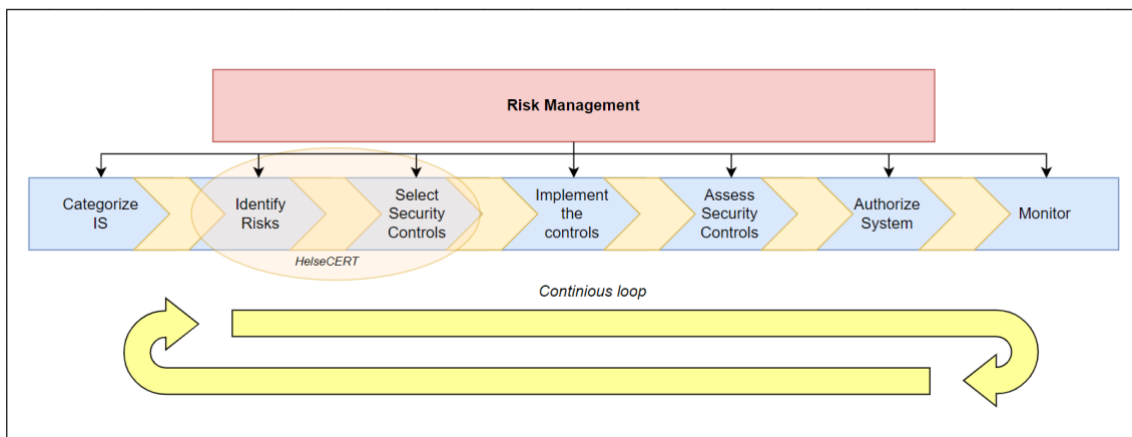 Risk Management
Categorize
IS
Identify
Risks
Select
Security
Controls
Implement
the
controls
Assess
Security
Controls
Authorize
System
Monitor
HelseCERT
Continious loop